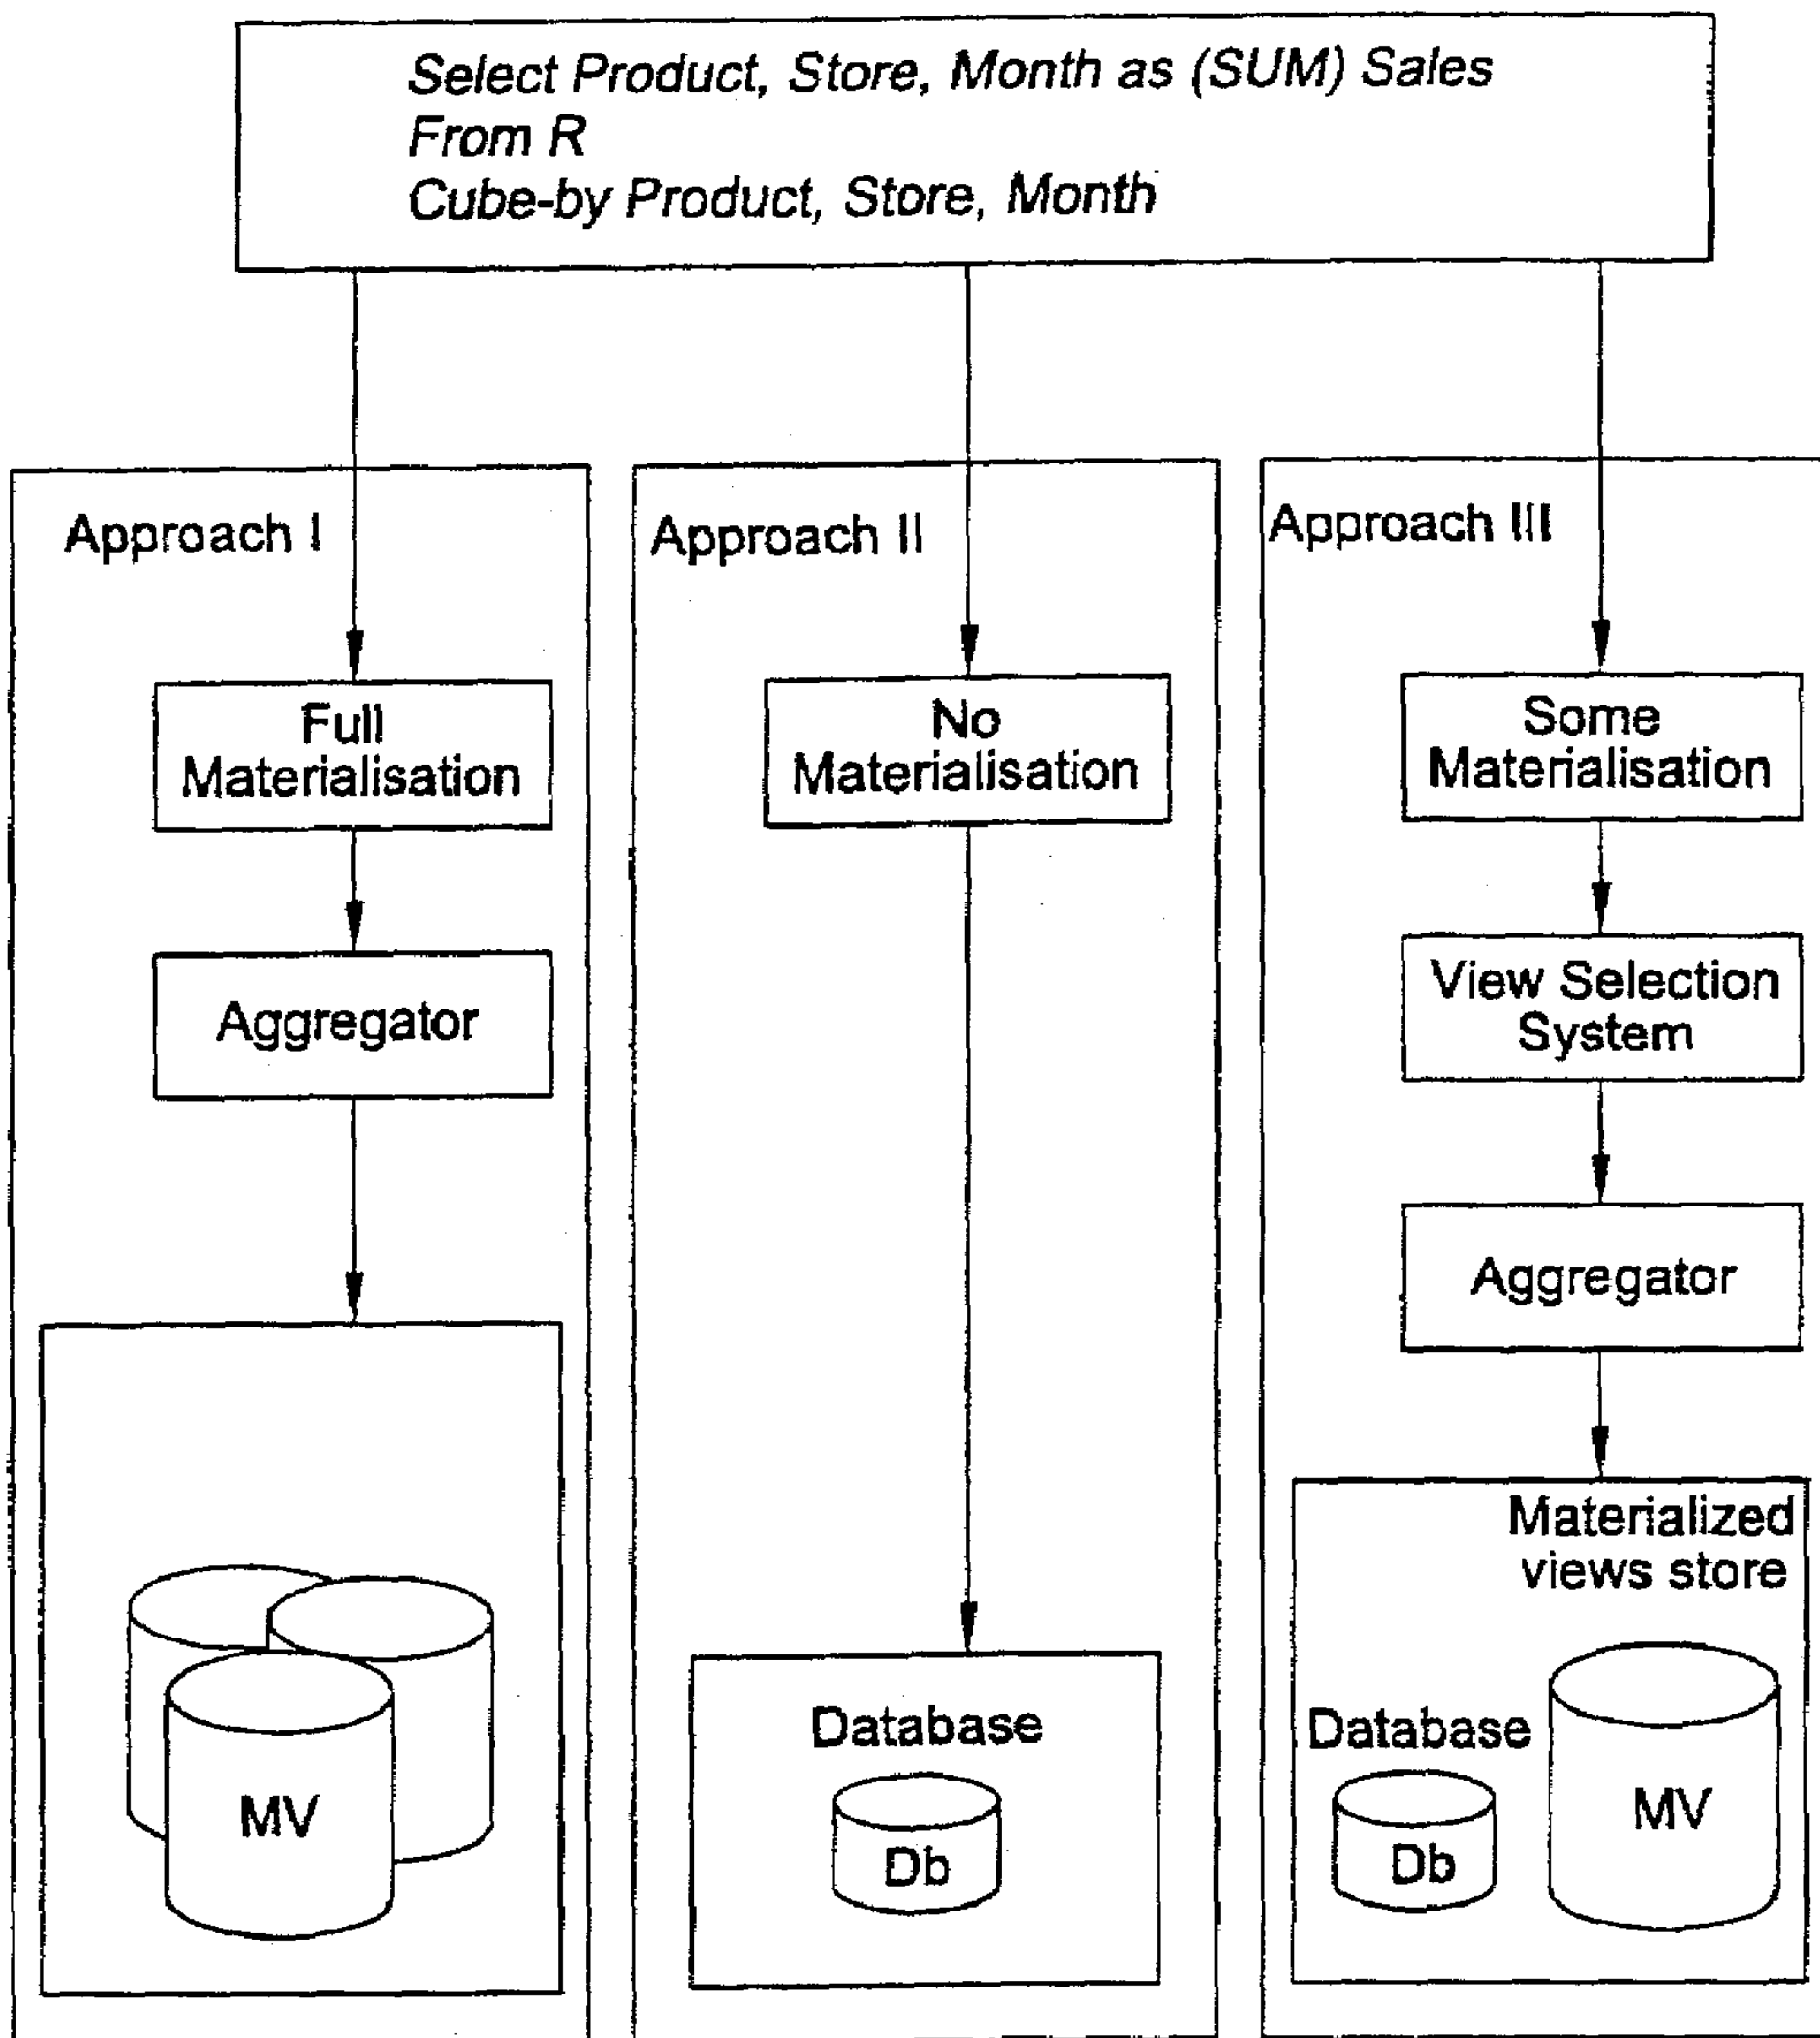 Select Product, Store, Month as (SUM) Sales
From R
Cube-by Product, Store, Month
Approach I
Full
Materialisation
Aggregator
MV
Approach II
No
Materialisation
Database
Db
Approach III
Some
Materialisation
View Selection
System
Aggregator
Materialized
views store
Database
Db
MV